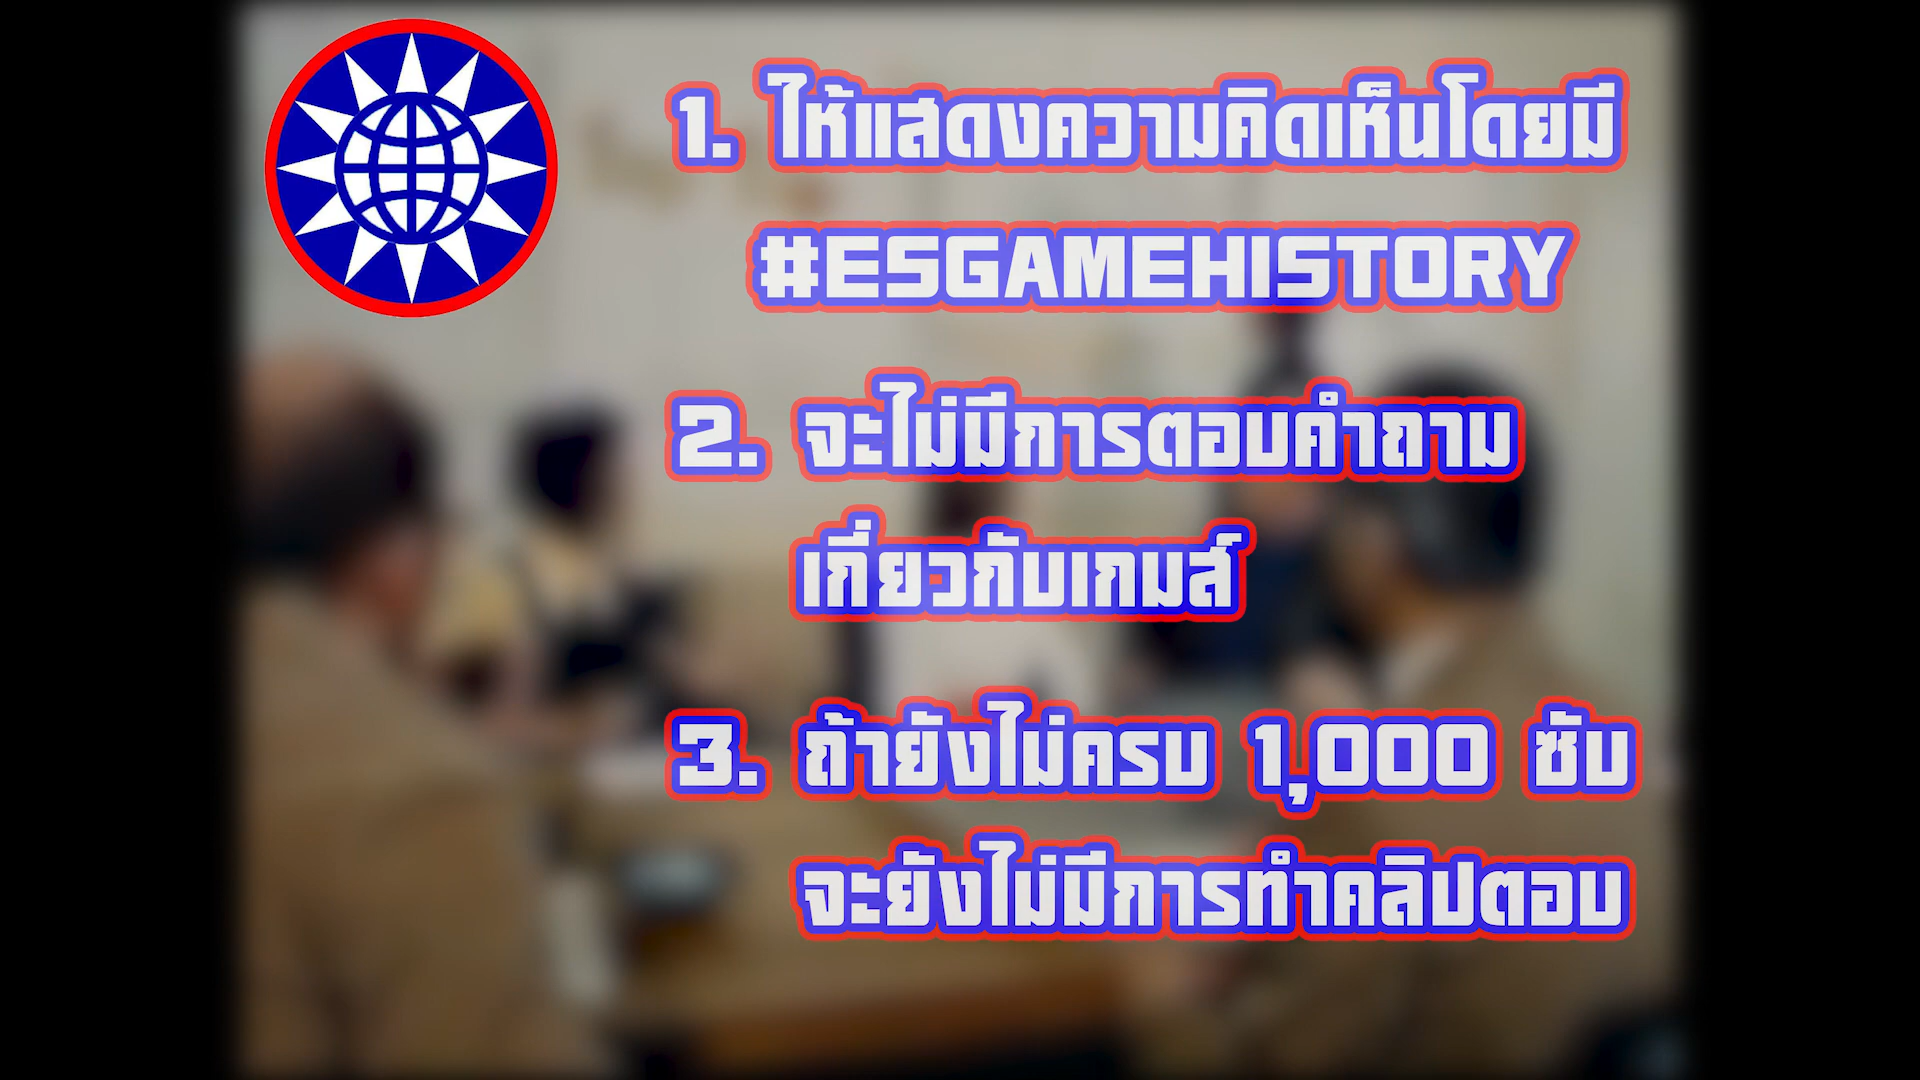 1. ให้แสดงความคิดเห็นโดยมี
#ESGAMEHISTORY
2. จะไม่มีการตอบคำถาม
เกี่ยวกับเกมส์
3. ถ้ายังไม่ครบ 1,000 ซับ
จะยังไม่มีการทำคลิปตอบ